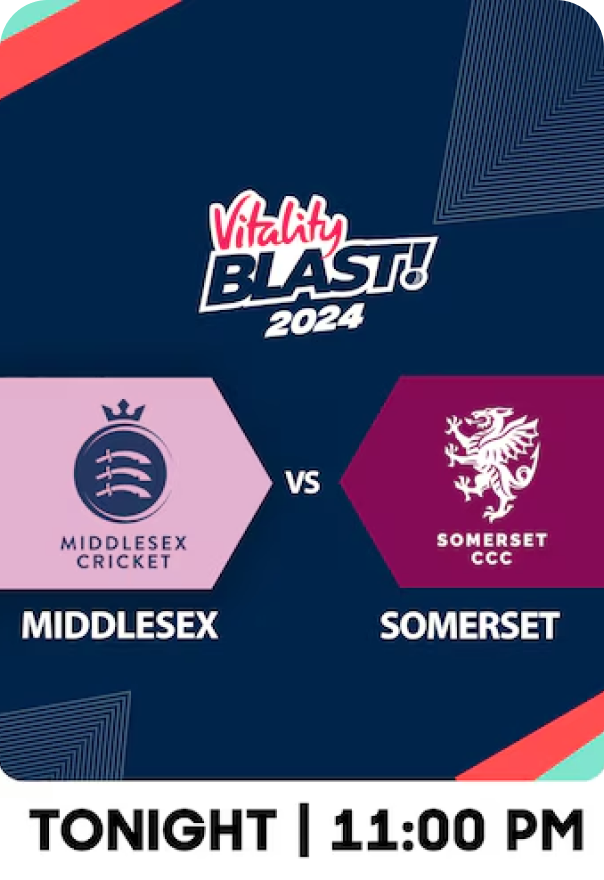 Vitality
BLAST!
2024
MIDDLESEX
CRICKET
VS
SOMERSET
CCC
MIDDLESEX
SOMERSET
TONIGHT | 11:00 PM